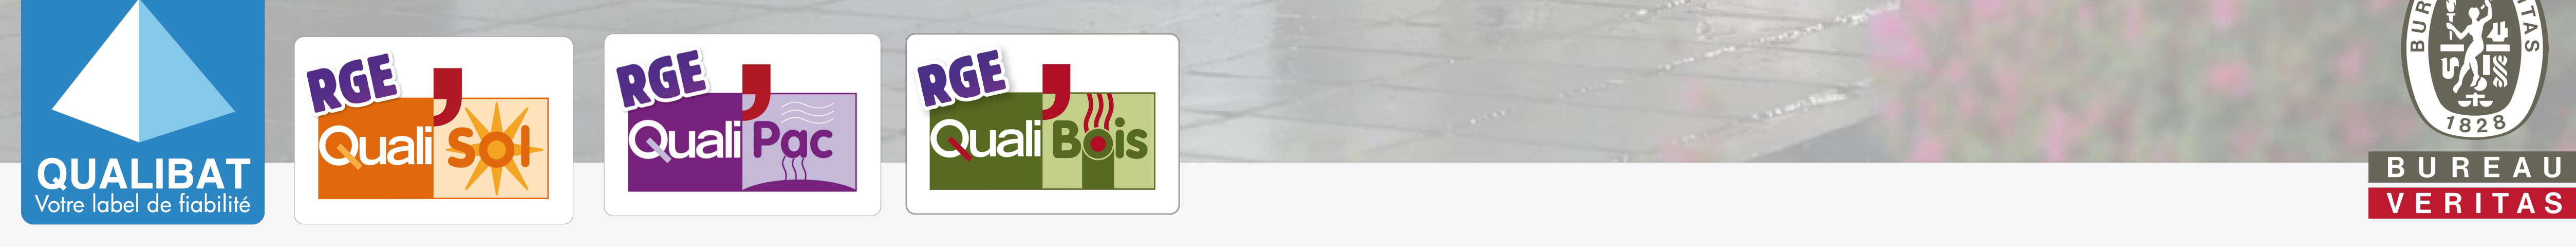 QUALIBAT
Votre label de fiabilité
RGE
Quali'Sol
RGE
Quali'Pac
RGE
Quali'Bois
1828
BUREAU
VERITAS